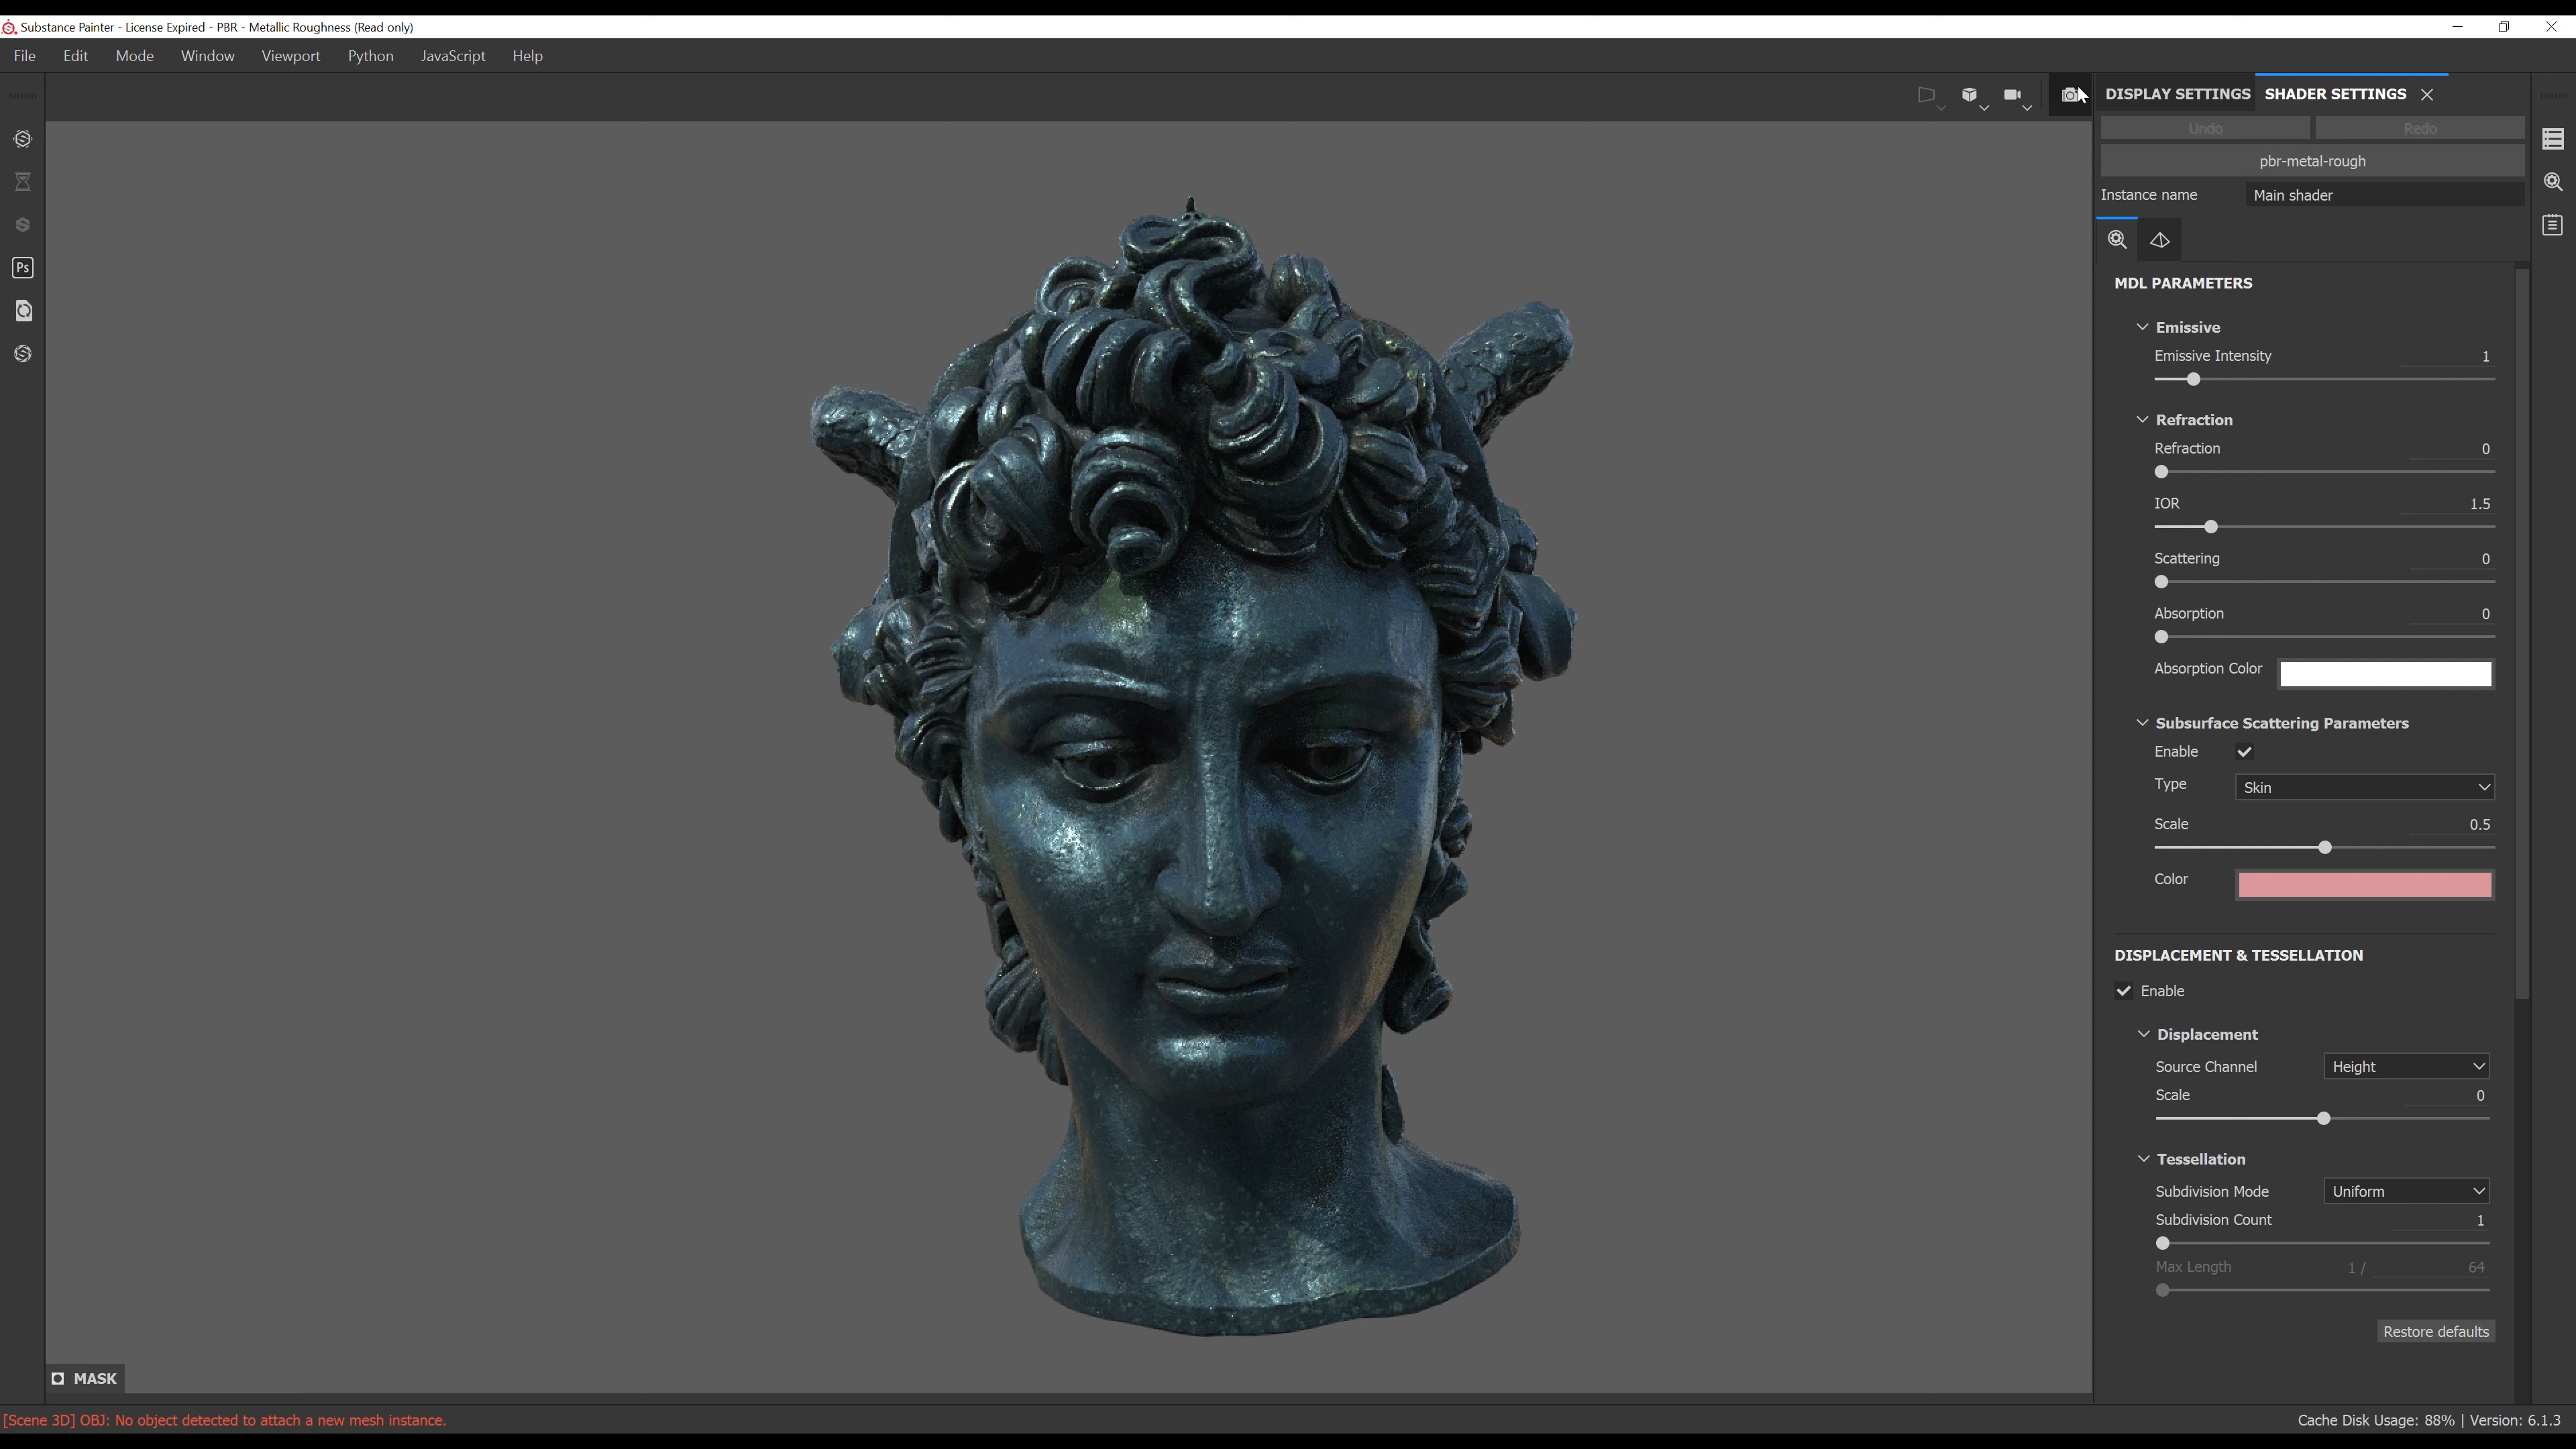 Substance Painter - License Expired - PBR - Metallic Roughness (Read only)
File Edit Mode Window Viewport Python JavaScript Help
DISPLAY SETTINGS SHADER SETTINGS
Undo Redo
pbr-metal-rough
Instance name Main shader
Ps
MDL PARAMETERS
Emissive
Emissive Intensity 1
Refraction
Refraction 0
IOR 1.5
Scattering 0
Absorption 0
Absorption Color
Subsurface Scattering Parameters
Enable
Type Skin
Scale 0.5
Color
DISPLACEMENT & TESSELLATION
Enable
Displacement
Source Channel Height
Scale 0
Tessellation
Subdivision Mode Uniform
Subdivision Count 1
Max Length 1 / 64
Restore defaults
MASK
[Scene 3D] OBJ: No object detected to attach a new mesh instance.
Cache Disk Usage: 88% | Version: 6.1.3